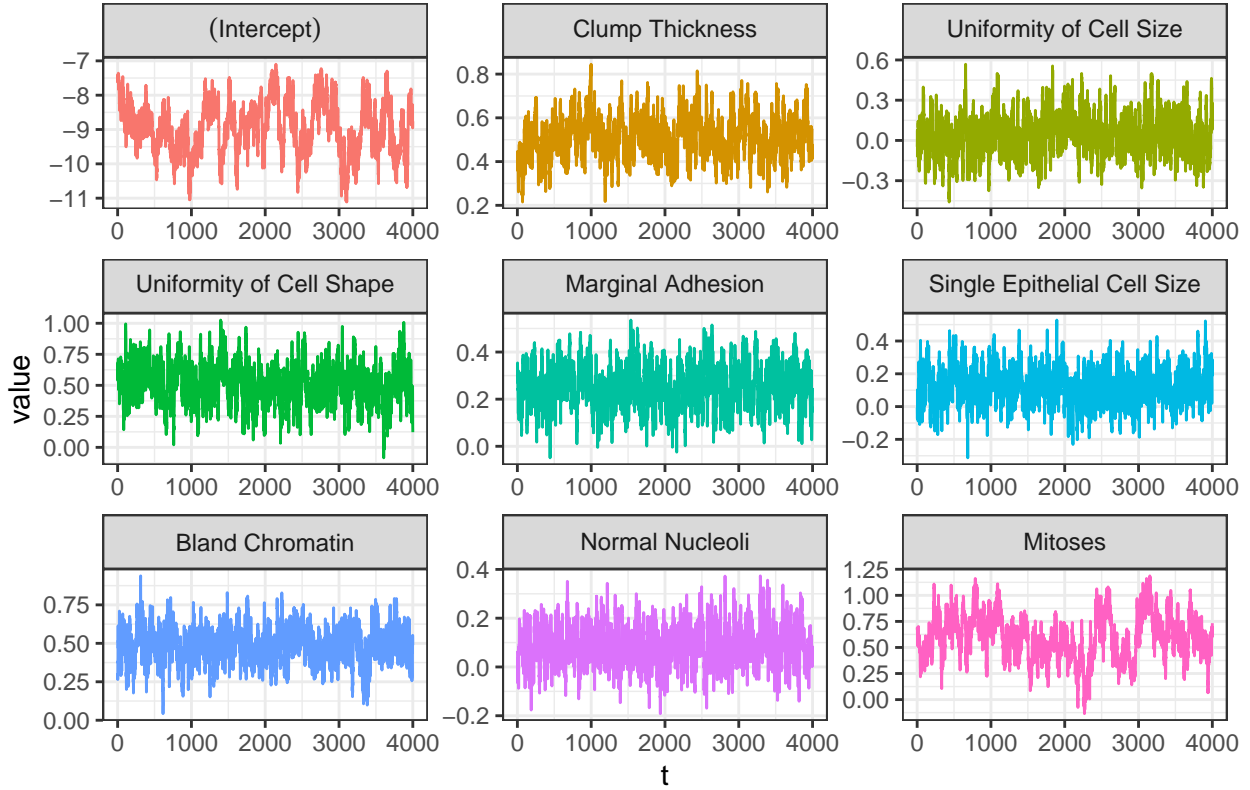 (Intercept)
Clump Thickness
Uniformity of Cell Size
−7
−8
−9
−10
−11
0 1000 2000 3000 4000
0.8
0.6
0.4
0.2
0 1000 2000 3000 4000
0.6
0.3
0.0
−0.3
0 1000 2000 3000 4000
Uniformity of Cell Shape
Marginal Adhesion
Single Epithelial Cell Size
value
1.00
0.75
0.50
0.25
0.00
0 1000 2000 3000 4000
0.4
0.2
0.0
0 1000 2000 3000 4000
0.4
0.2
0.0
−0.2
0 1000 2000 3000 4000
Bland Chromatin
Normal Nucleoli
Mitoses
0.75
0.50
0.25
0.00
0 1000 2000 3000 4000
0.4
0.2
0.0
−0.2
0 1000 2000 3000 4000
1.25
1.00
0.75
0.50
0.25
0.00
0 1000 2000 3000 4000
t